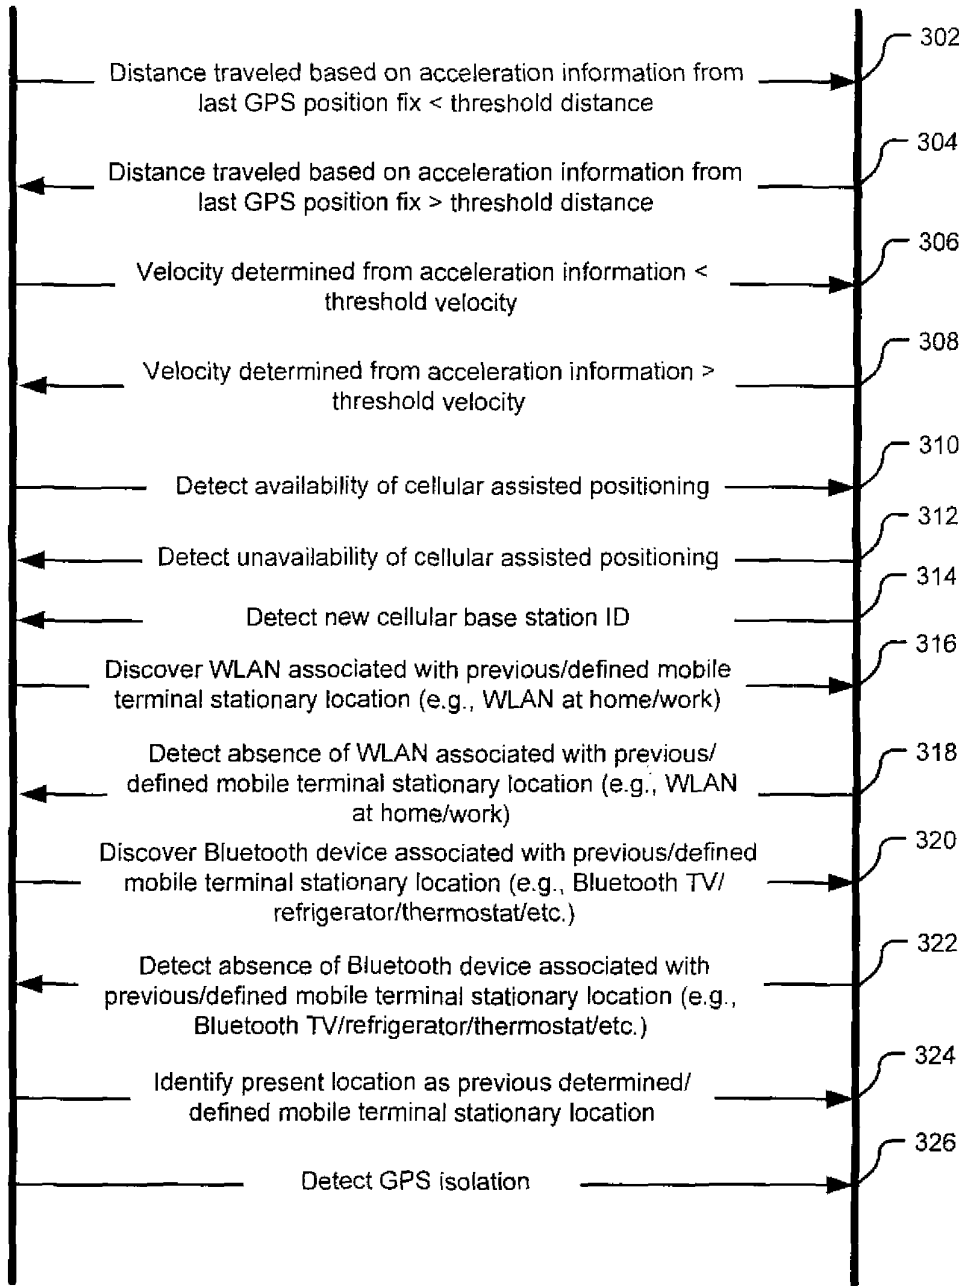 302
Distance traveled based on acceleration information from
last GPS position fix < threshold distance
304
Distance traveled based on acceleration information from
last GPS position fix > threshold distance
306
Velocity determined from acceleration information <
threshold velocity
308
Velocity determined from acceleration information >
threshold velocity
310
Detect availability of cellular assisted positioning
312
Detect unavailability of cellular assisted positioning
314
Detect new cellular base station ID
316
Discover WLAN associated with previous/defined mobile
terminal stationary location (e.g., WLAN at home/work)
318
Detect absence of WLAN associated with previous/
defined mobile terminal stationary location (e.g., WLAN
at home/work)
320
Discover Bluetooth device associated with previous/defined
mobile terminal stationary location (e.g., Bluetooth TV/
refrigerator/thermostat/etc.)
322
Detect absence of Bluetooth device associated with
previous/defined mobile terminal stationary location (e.g.,
Bluetooth TV/refrigerator/thermostat/etc.)
324
Identify present location as previous determined/
defined mobile terminal stationary location
326
Detect GPS isolation